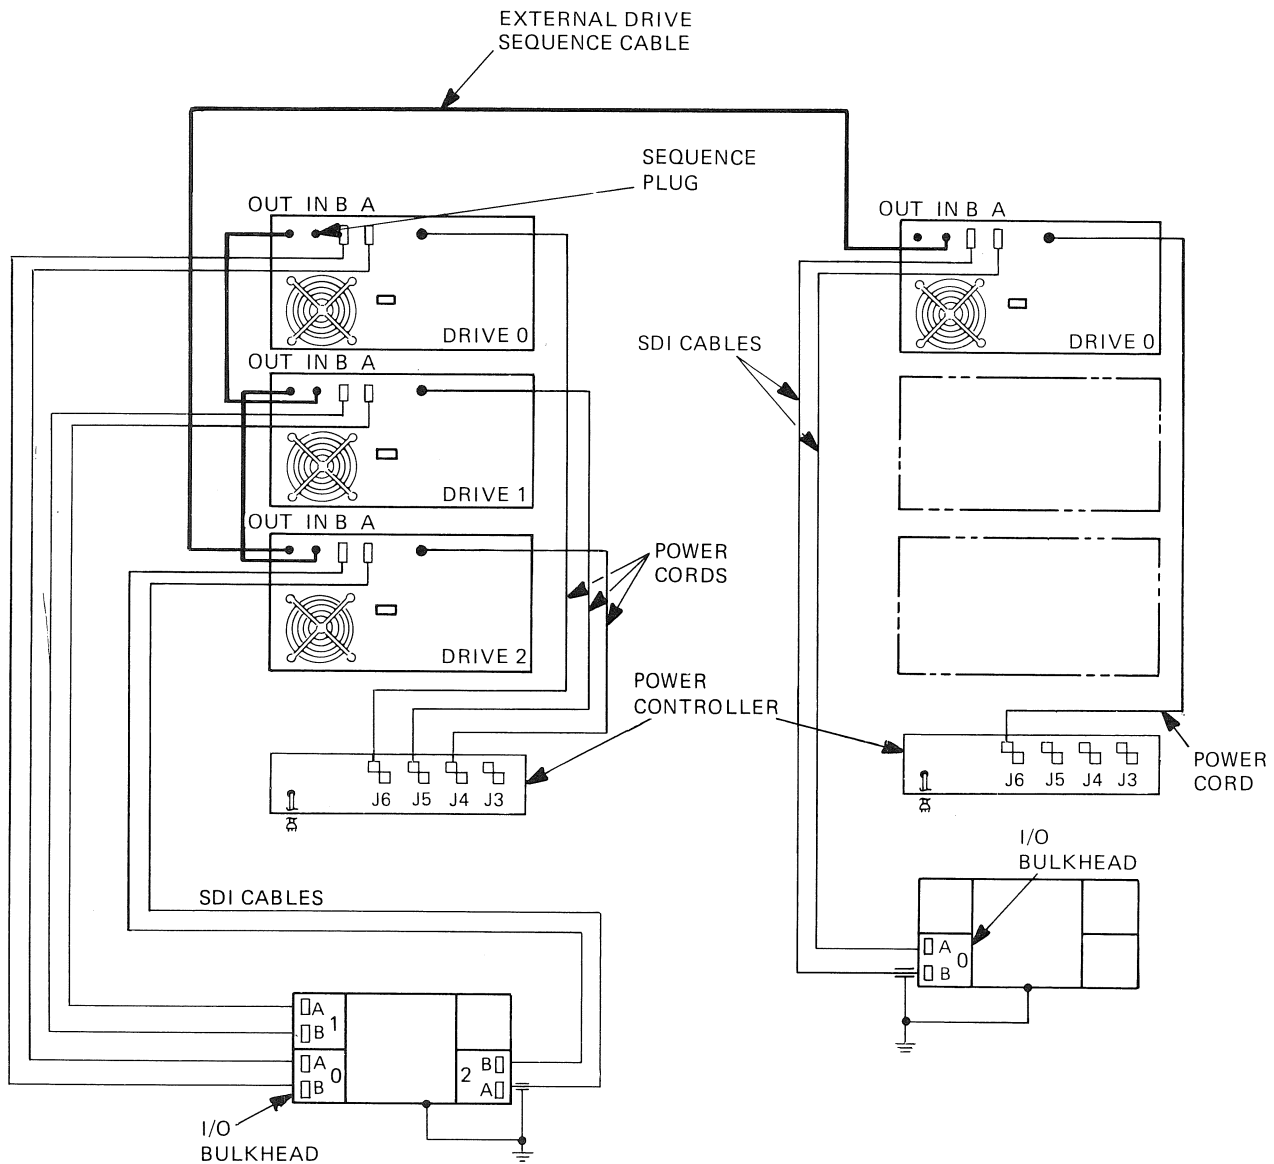 EXTERNAL DRIVE
SEQUENCE CABLE
SEQUENCE
PLUG
OUT IN B A
DRIVE 0
OUT IN B A
DRIVE 1
OUT IN B A
DRIVE 2
OUT IN B A
DRIVE 0
SDI CABLES
POWER
CORDS
POWER
CONTROLLER
J6 J5 J4 J3
J6 J5 J4 J3
POWER
CORD
I/O
BULKHEAD
A
0
B
SDI CABLES
A
1
B
A
0
B
B
2
A
I/O
BULKHEAD